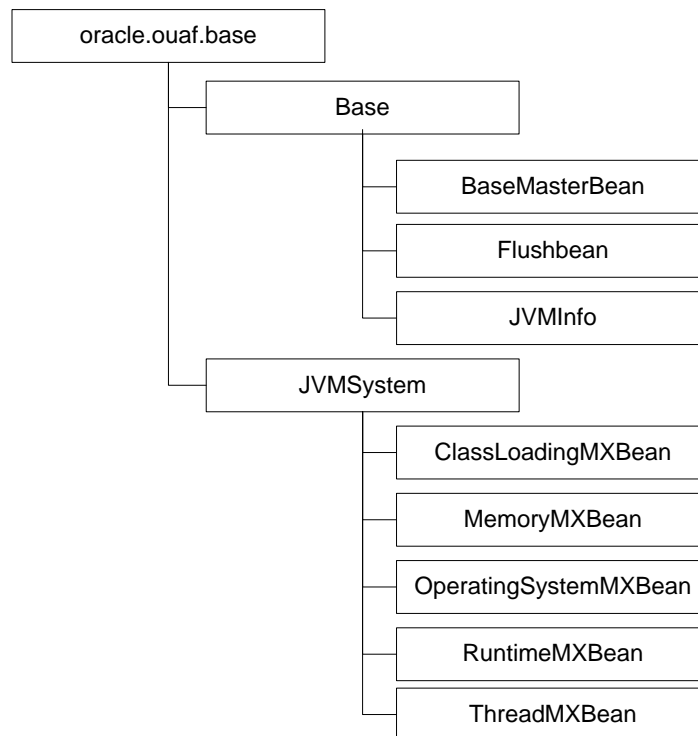 oracle.ouaf.base
Base
BaseMasterBean
Flushbean
JVMInfo
JVMSystem
ClassLoadingMXBean
MemoryMXBean
OperatingSystemMXBean
RuntimeMXBean
ThreadMXBean